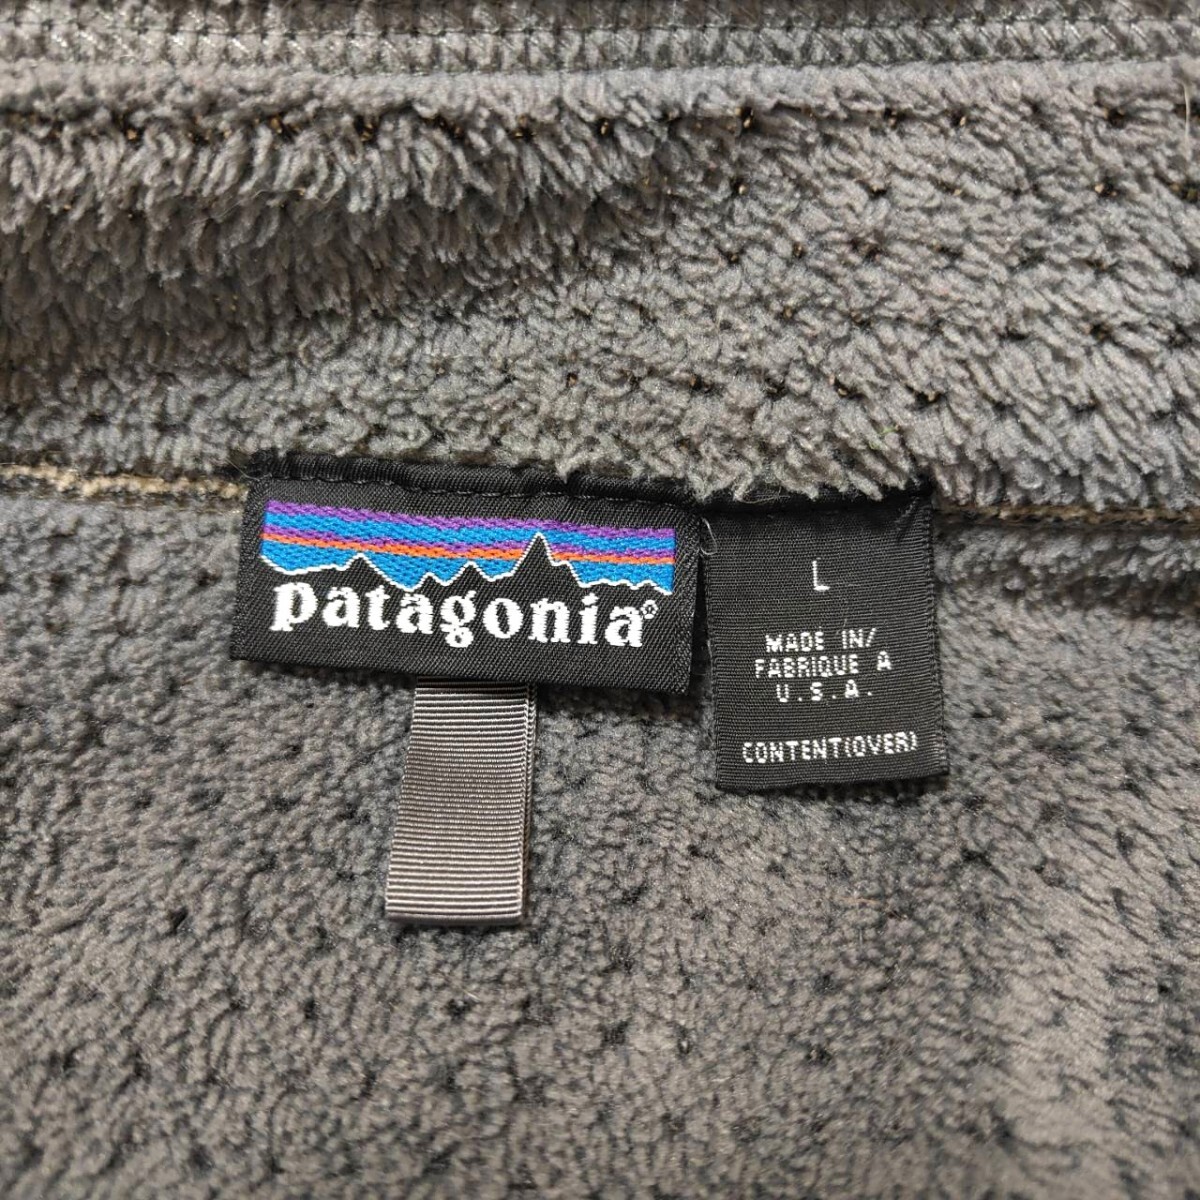 patagonia®
L
MADE IN/
FABRIQUE A
U.S.A.
CONTENT(OVER)